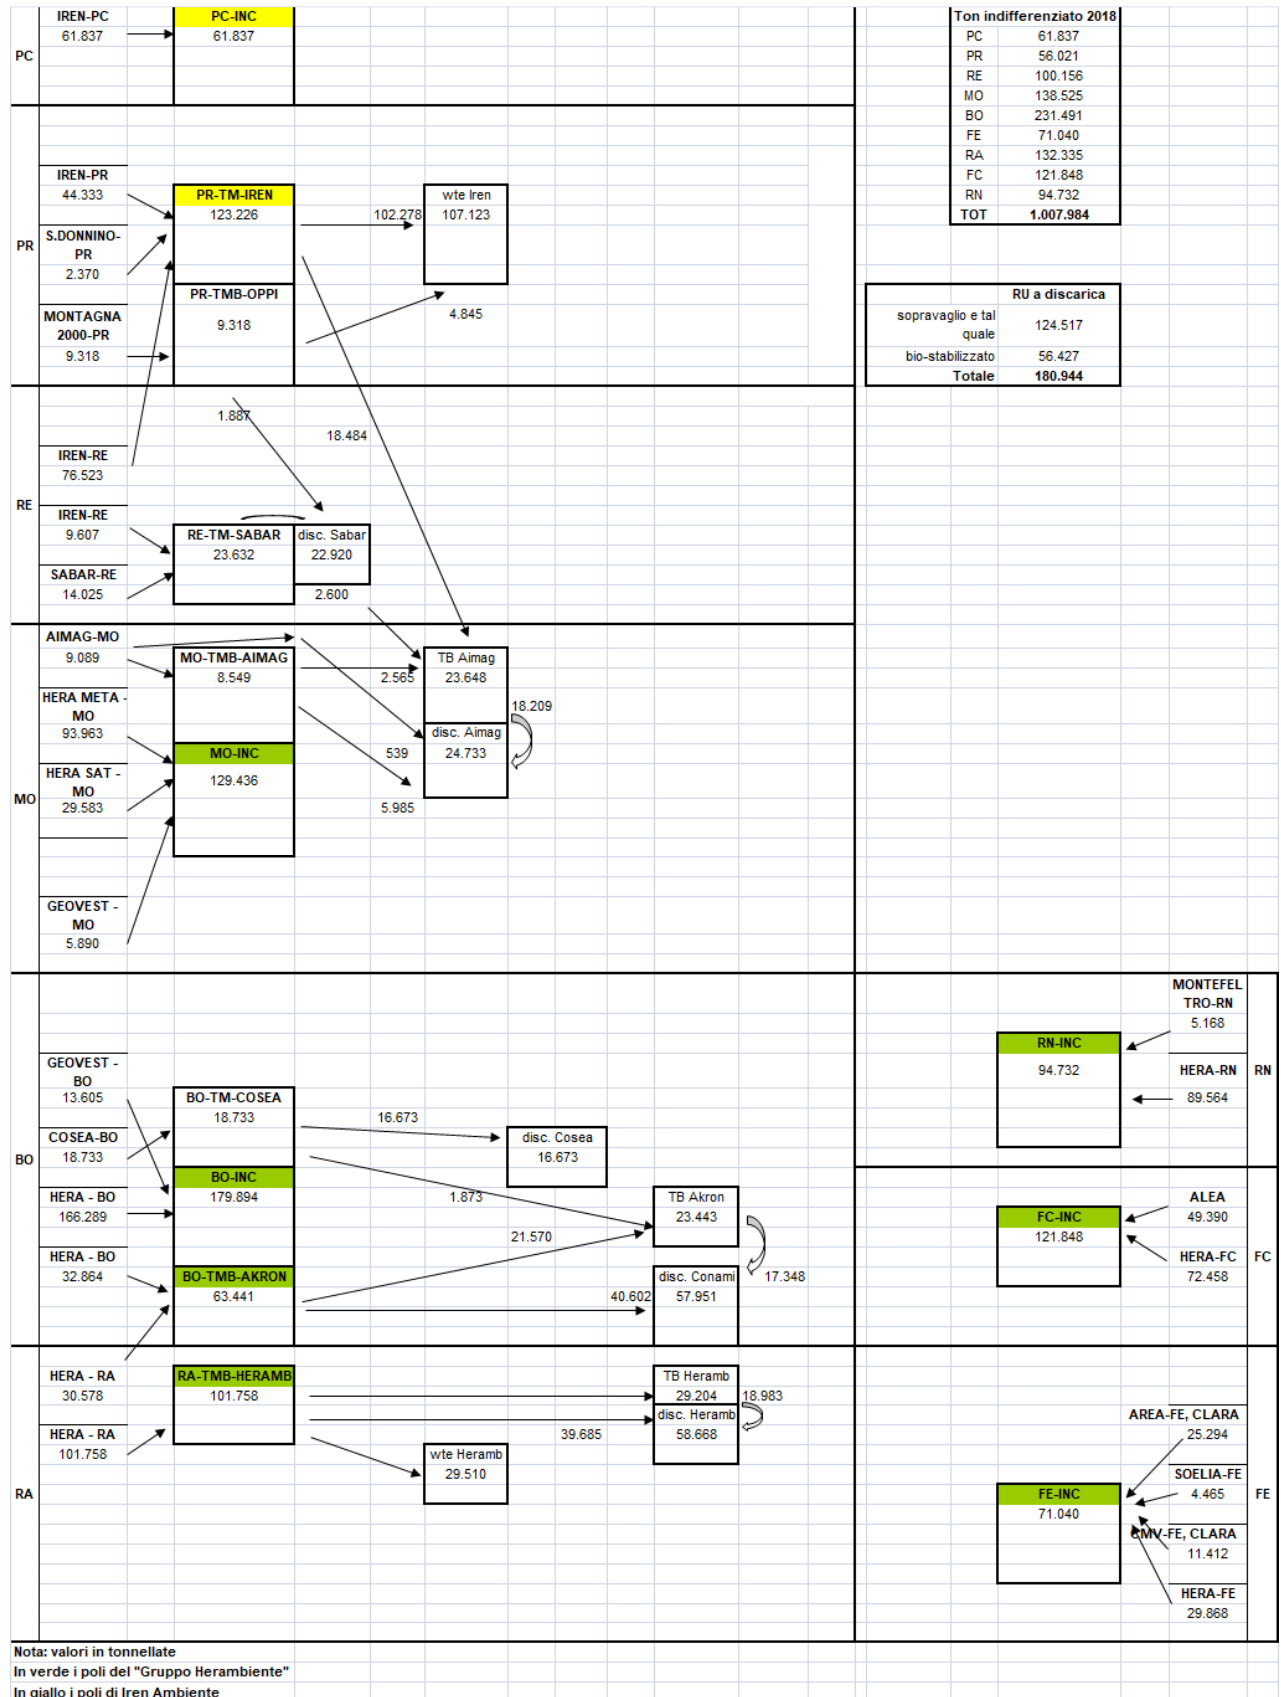 IREN-PC
61.837
PC-INC
61.837
PC
Ton indifferenziato 2018
PC 61.837
PR 56.021
RE 100.156
MO 138.525
BO 231.491
FE 71.040
RA 132.335
FC 121.848
RN 94.732
TOT 1.007.984
IREN-PR
44.333
PR-TM-IREN
123.226
102.278
wte Iren
107.123
PR
S.DONNINO-
PR
2.370
PR-TMB-OPPI
9.318
4.845
MONTAGNA
2000-PR
9.318
RU a discarica
sopravaglio e tal
quale
124.517
bio-stabilizzato 56.427
Totale 180.944
1.887
18.484
IREN-RE
76.523
RE
IREN-RE
9.607
RE-TM-SABAR
23.632
disc. Sabar
22.920
SABAR-RE
14.025
2.600
AIMAG-MO
9.089
MO-TMB-AIMAG
8.549
2.565
TB Aimag
23.648
HERA META -
MO
93.963
18.209
disc. Aimag
24.733
MO-INC
129.436
539
HERA SAT -
MO
29.583
MO
5.985
GEOVEST -
MO
5.890
MONTEFEL
TRO-RN
5.168
RN-INC
94.732
HERA-RN
89.564
RN
GEOVEST -
BO
13.605
BO-TM-COSEA
18.733
16.673
disc. Cosea
16.673
COSEA-BO
18.733
BO
BO-INC
179.894
1.873
TB Akron
23.443
HERA - BO
166.289
21.570
ALEA
49.390
FC-INC
121.848
HERA-FC
72.458
FC
HERA - BO
32.864
BO-TMB-AKRON
63.441
40.602
disc. Conami
57.951
17.348
HERA - RA
30.578
RA-TMB-HERAMB
101.758
TB Heramb
29.204
18.983
disc. Heramb
58.668
39.685
HERA - RA
101.758
wte Heramb
29.510
RA
AREA-FE, CLARA
25.294
SOELIA-FE
4.465
FE-INC
71.040
FE
CMV-FE, CLARA
11.412
HERA-FE
29.868
Nota: valori in tonnellate
In verde i poli del "Gruppo Herambiente"
In giallo i poli di Iren Ambiente